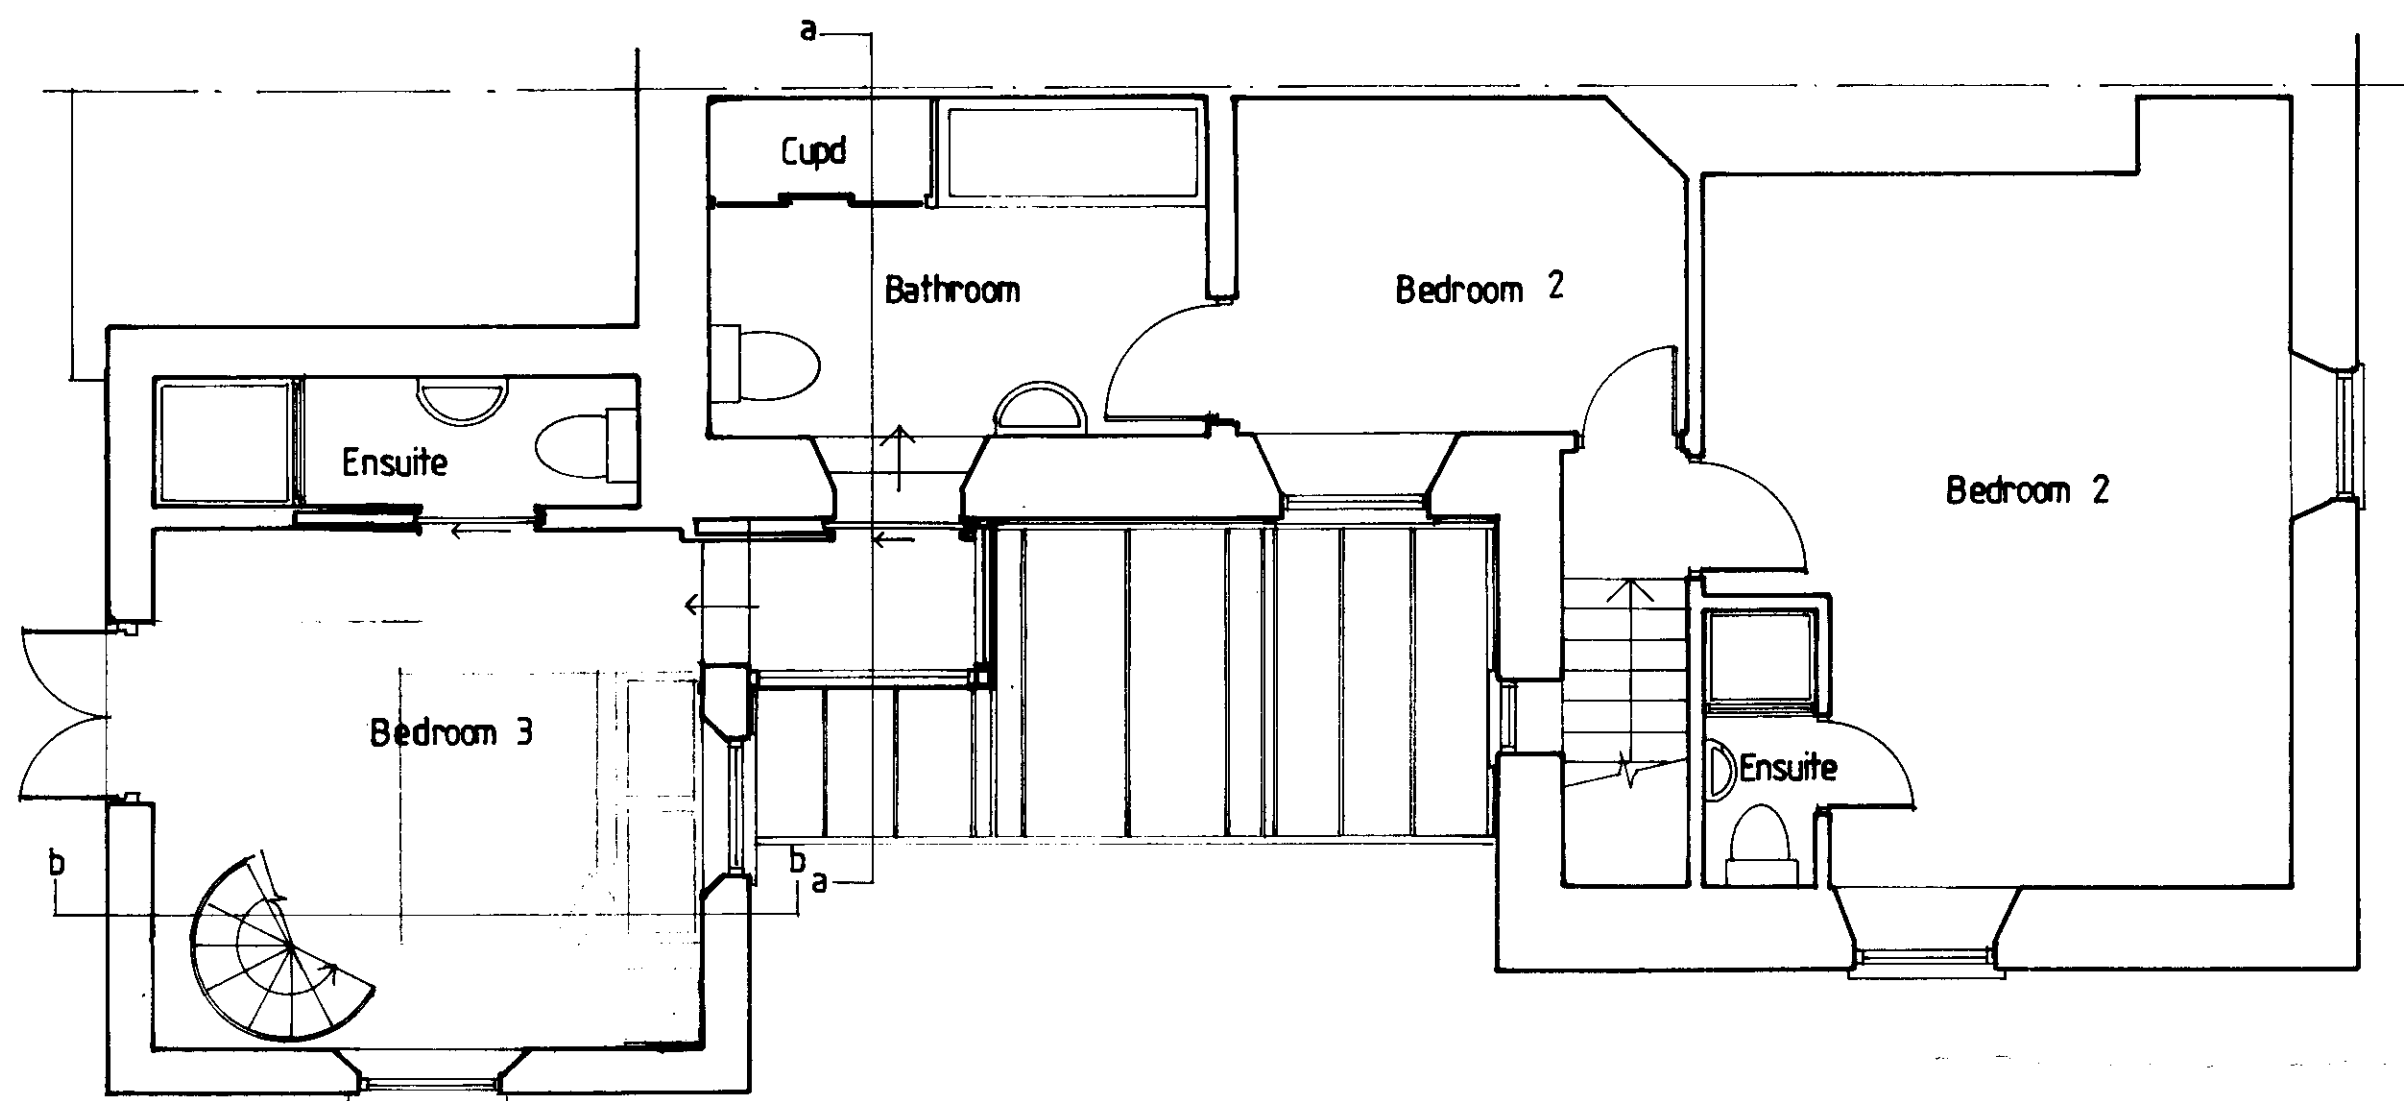 a
Cupd
Bathroom
Bedroom 2
Ensuite
Bedroom 2
Bedroom 3
Ensuite
b
b
a